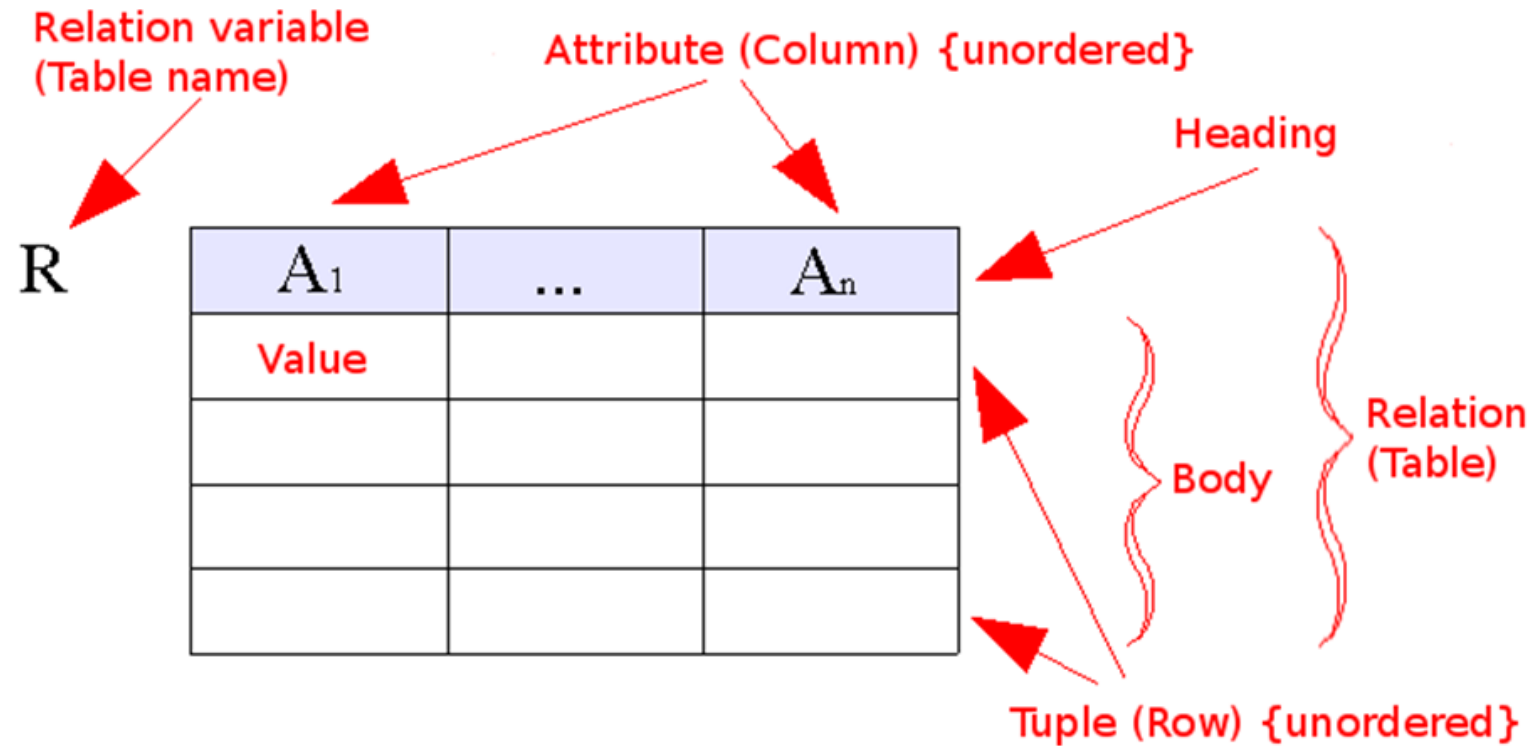 Relation variable
(Table name)
Attribute (Column) {unordered}
Heading
R
A1 ... An
Value
Relation
(Table)
Body
Tuple (Row) {unordered}